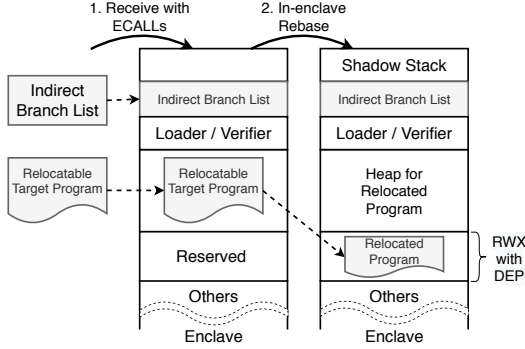 1. Receive with
ECALLs
2. In-enclave
Rebase
Indirect
Branch List
Indirect Branch List
Loader / Verifier
Relocatable
Target Program
Relocatable
Target Program
Reserved
Others
Enclave
Shadow Stack
Indirect Branch List
Loader / Verifier
Heap for
Relocated
Program
Relocated
Program
RWX
with
DEP
Others
Enclave